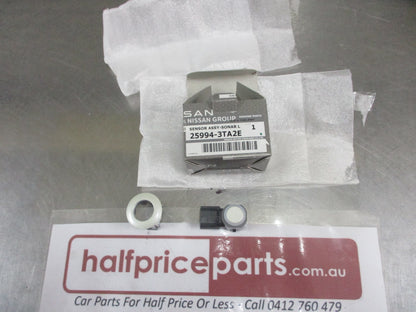 SAN
NISSAN GROUP
SENSOR ASSY-SONAR L 1
25994-3TA2E
halfpriceparts.com.au
Car Parts For Half Price Or Less - Call 0412 760 479